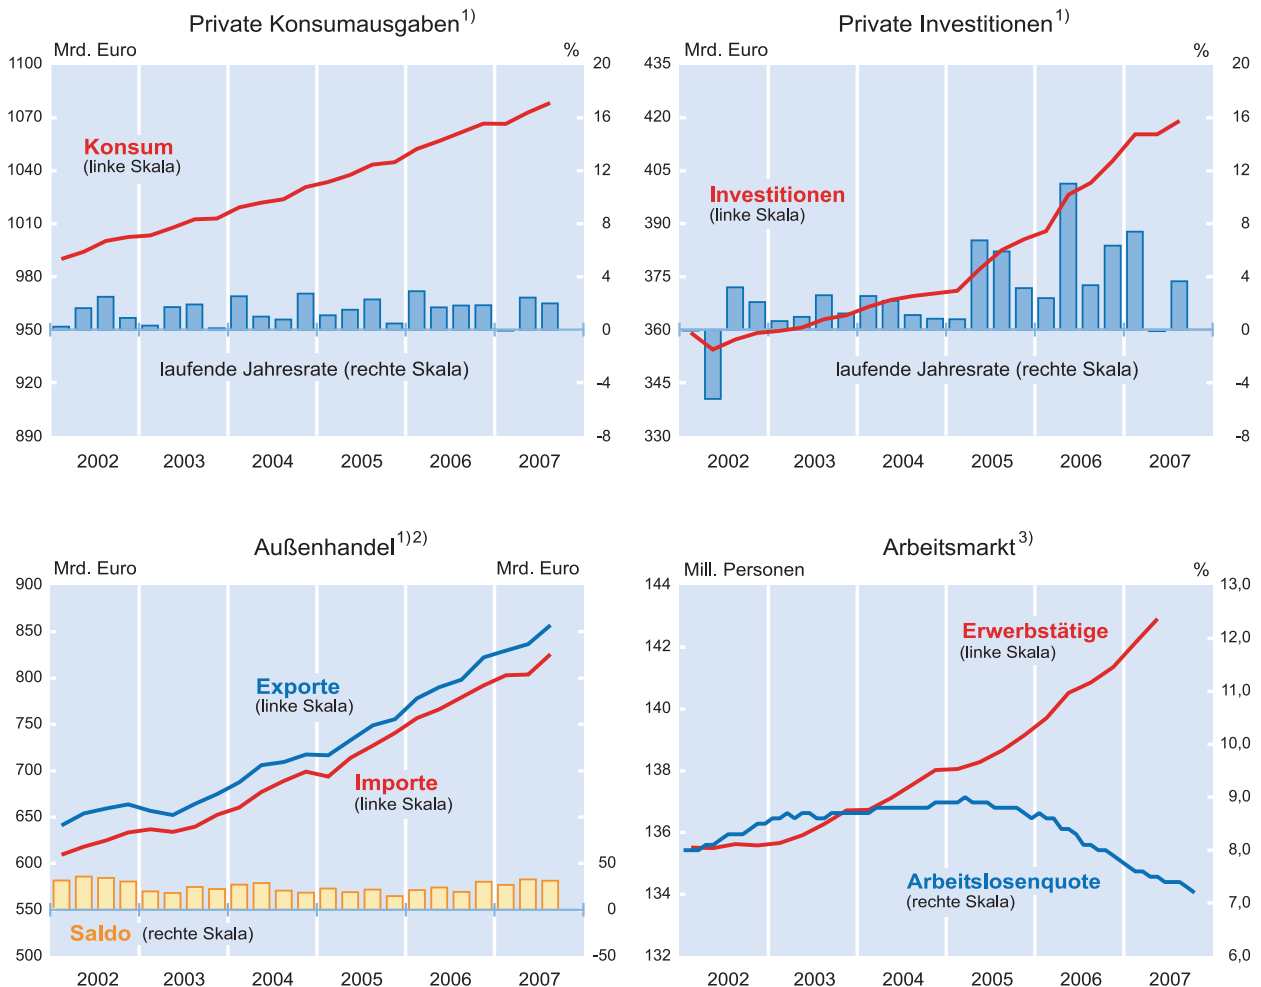 Private Konsumausgaben1)
Mrd. Euro %
1100 20
1070 16
1040 12
1010 8
980 4
950 0
920 -4
890 -8
Konsum
(linke Skala)
laufende Jahresrate (rechte Skala)
2002 2003 2004 2005 2006 2007
Private Investitionen1)
Mrd. Euro %
435 20
420 16
405 12
390 8
375 4
360 0
345 -4
330 -8
Investitionen
(linke Skala)
laufende Jahresrate (rechte Skala)
2002 2003 2004 2005 2006 2007
Außenhandel1)2)
Mrd. Euro Mrd. Euro
900
850
800
750
700
650
600 50
550 0
500 -50
Exporte
(linke Skala)
Importe
(linke Skala)
Saldo (rechte Skala)
2002 2003 2004 2005 2006 2007
Arbeitsmarkt3)
Mill. Personen %
144 13,0
142 12,0
140 11,0
138 10,0
136 9,0
134 8,0
132 7,0
6,0
Erwerbstätige
(linke Skala)
Arbeitslosenquote
(rechte Skala)
2002 2003 2004 2005 2006 2007